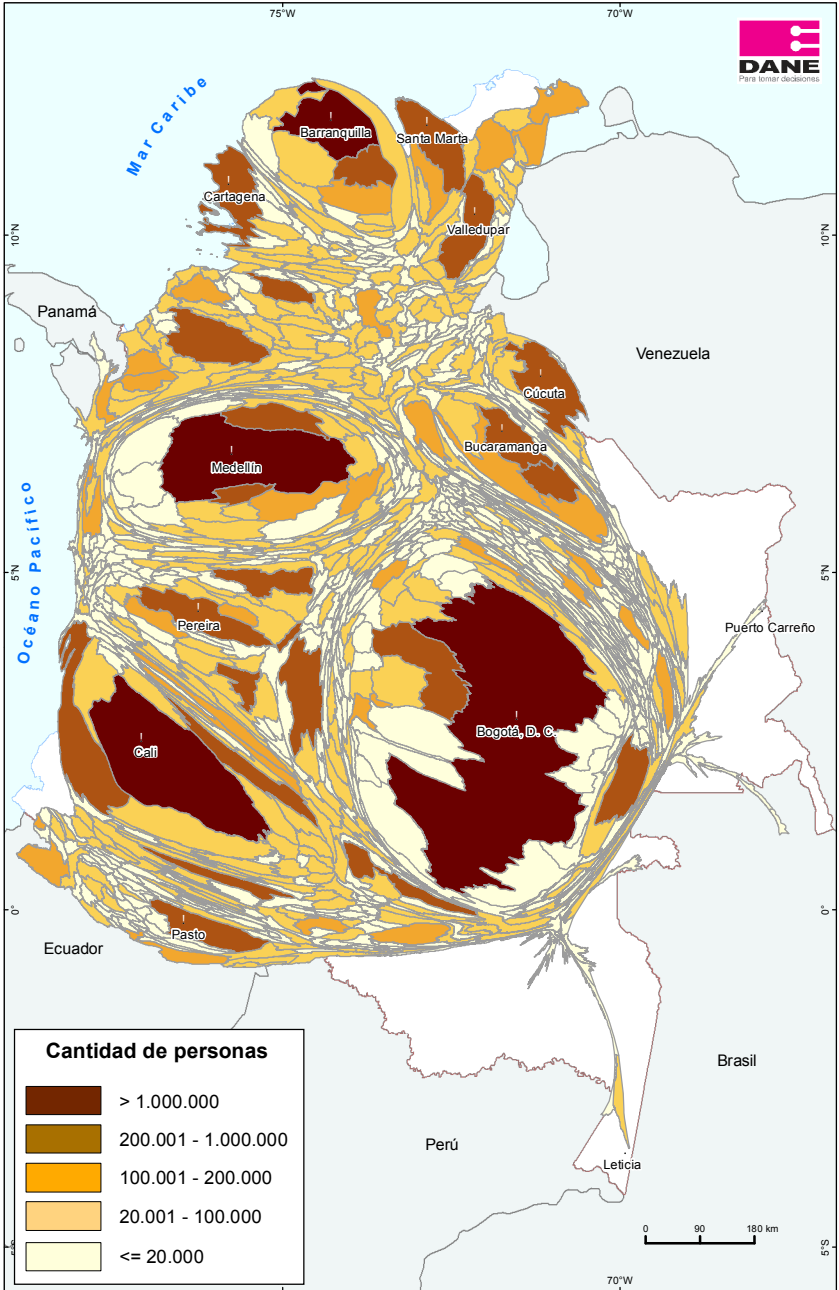 75°W
70°W
DANE
Para tomar decisiones
Mar Caribe
Barranquilla
Santa Marta
Cartagena
Valledupar
10°N
10°N
Panamá
Venezuela
Cúcuta
Bucaramanga
Medellín
Océano Pacífico
5°N
5°N
Pereira
Puerto Carreño
Bogotá, D. C.
Cali
0°
0°
Pasto
Ecuador
Cantidad de personas
> 1.000.000
200.001 - 1.000.000
100.001 - 200.000
20.001 - 100.000
<= 20.000
Brasil
Perú
Leticia
0 90 180 km
5°S
70°W
75°W